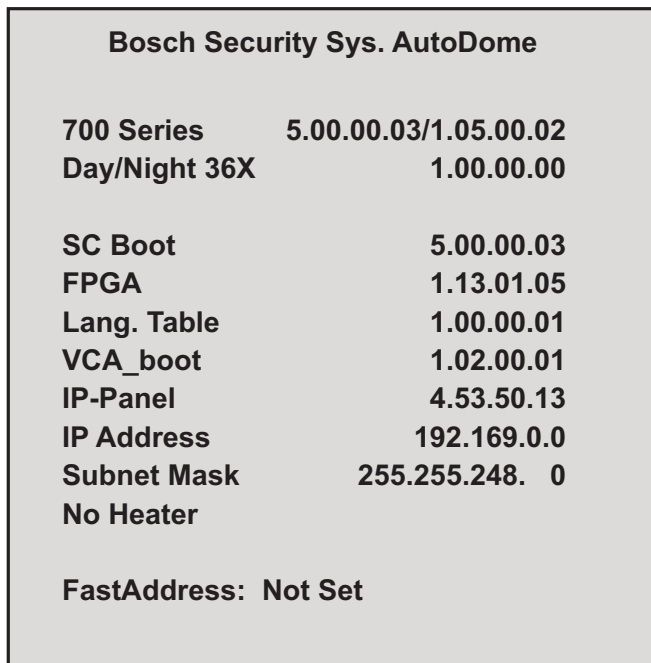 Bosch Security Sys. AutoDome
700 Series 5.00.00.03/1.05.00.02
Day/Night 36X 1.00.00.00
SC Boot 5.00.00.03
FPGA 1.13.01.05
Lang. Table 1.00.00.01
VCA_boot 1.02.00.01
IP-Panel 4.53.50.13
IP Address 192.169.0.0
Subnet Mask 255.255.248. 0
No Heater
FastAddress: Not Set